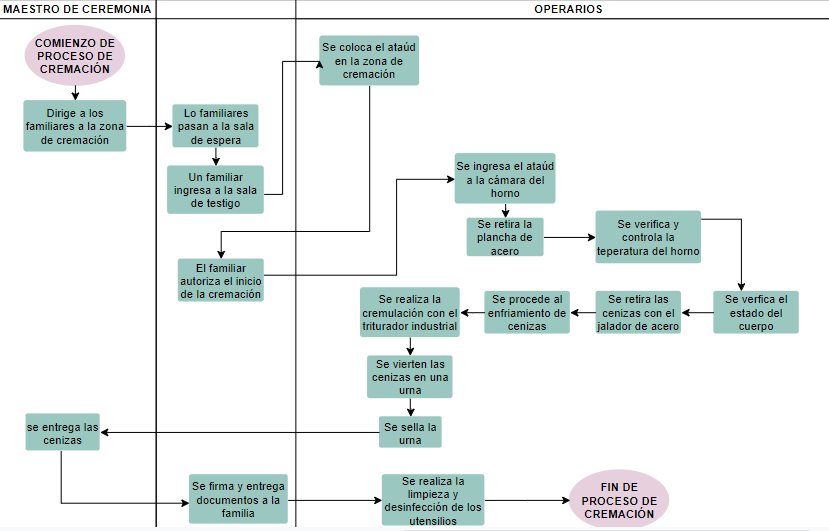 MAESTRO DE CEREMONIA
OPERARIOS
COMIENZO DE
PROCESO DE
CREMACIÓN
Dirige a los
familiares a la zona
de cremación
Lo familiares
pasan a la sala
de espera
Un familiar
ingresa a la sala
de testigo
Se coloca el ataúd
en la zona de
cremación
El familiar
autoriza el inicio
de la cremación
Se ingresa el ataúd
a la cámara del
horno
Se retira la
plancha de
acero
Se verifica y
controla la
teperatura del horno
Se verfica el
estado del
cuerpo
Se retira las
cenizas con el
jalador de acero
Se procede al
enfriamiento de
cenizas
Se realiza la
cremulación con el
triturador industrial
Se vierten las
cenizas en una
urna
Se sella la
urna
se entrega las
cenizas
Se firma y entrega
documentos a la
familia
Se realiza la
limpieza y
desinfección de los
utensilios
FIN DE
PROCESO DE
CREMACIÓN